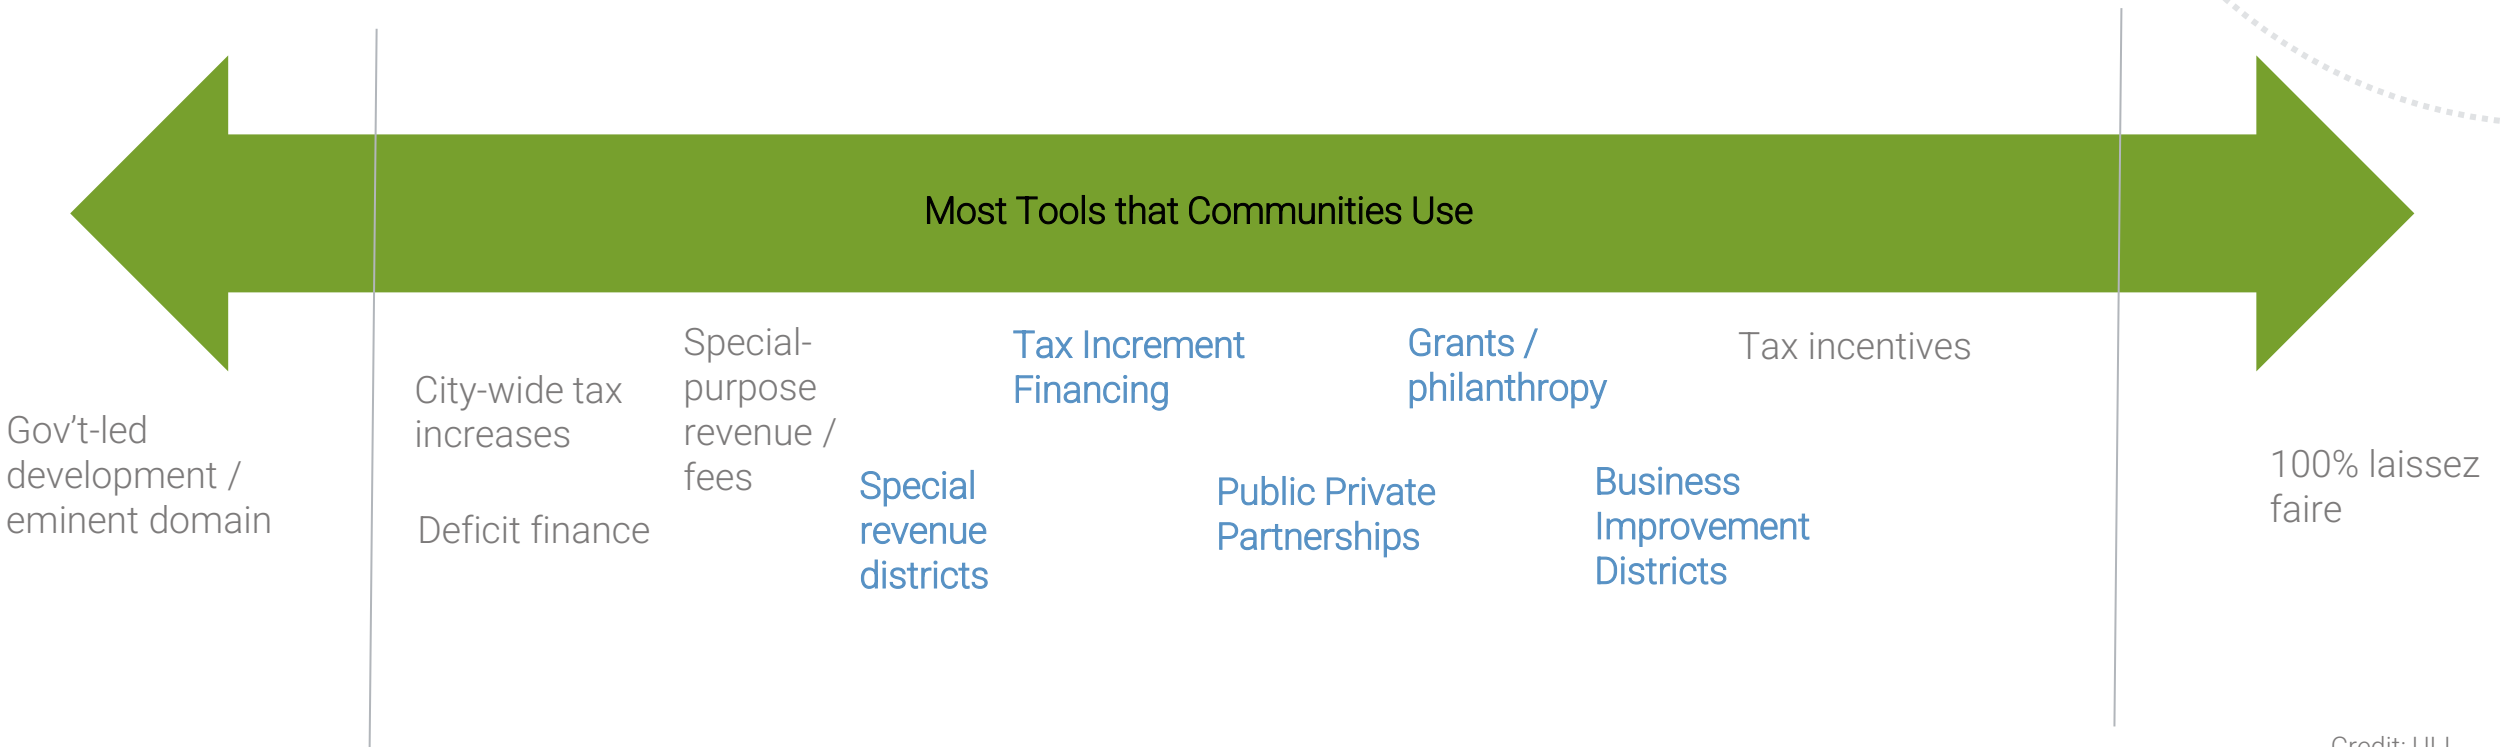 Most Tools that Communities Use
Gov’t-led
development /
eminent domain
City-wide tax
increases
Deficit finance
Special-
purpose
revenue /
fees
Special
revenue
districts
Tax Increment
Financing
Public Private
Partnerships
Grants /
philanthropy
Business
Improvement
Districts
Tax incentives
100% laissez
faire
Credit: ULI